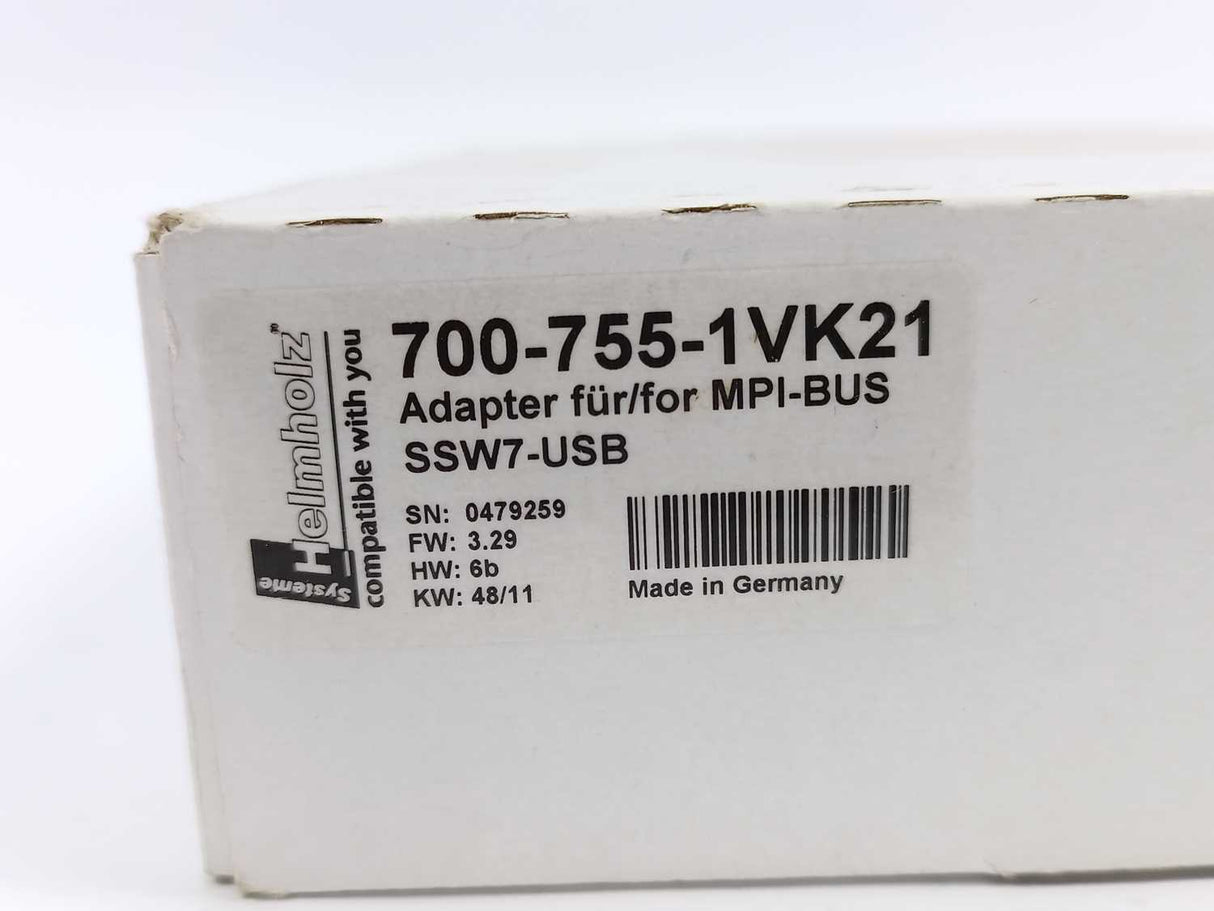 Systeme
Helmholz®
compatible with you
700-755-1VK21
Adapter für/for MPI-BUS
SSW7-USB
SN: 0479259
FW: 3.29
HW: 6b
KW: 48/11
Made in Germany